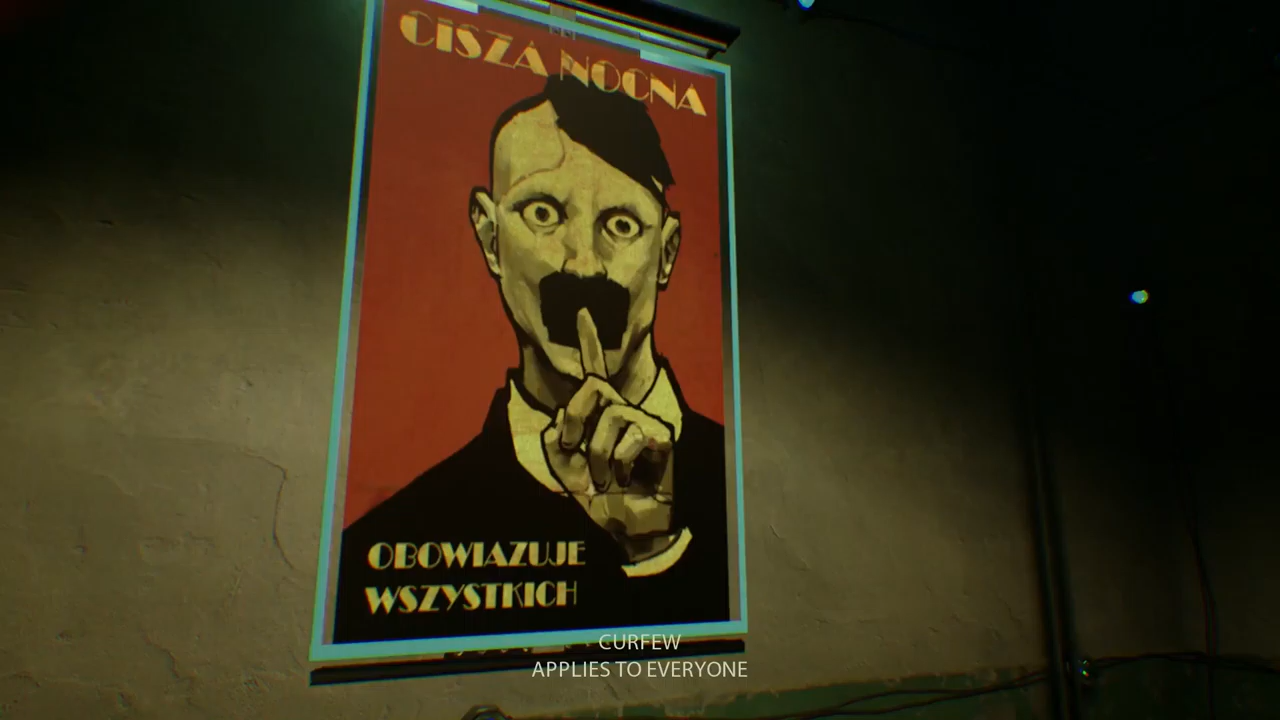 CISZA NOCNA
OBOWIAZUJE
WSZYSTKICH
CURFEW
APPLIES TO EVERYONE